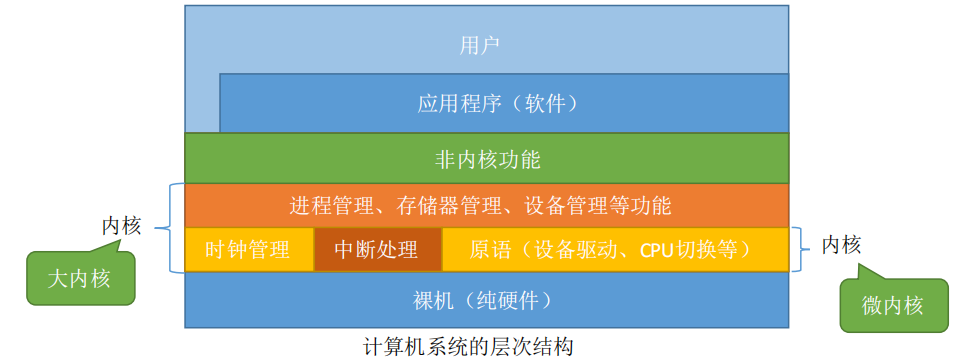 用户
应用程序（软件）
非内核功能
进程管理、存储器管理、设备管理等功能
内核
时钟管理
中断处理
原语（设备驱动、CPU切换等）
内核
大内核
裸机（纯硬件）
微内核
计算机系统的层次结构